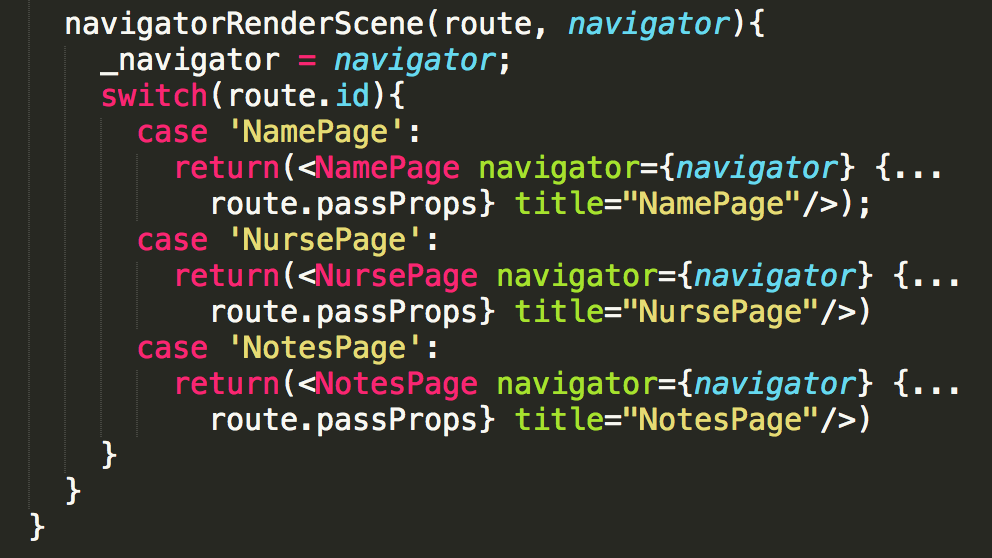 navigatorRenderScene(route, navigator){
_navigator = navigator;
switch(route.id){
case 'NamePage':
return(<NamePage navigator={navigator} {...
route.passProps} title="NamePage"/>);
case 'NursePage':
return(<NursePage navigator={navigator} {...
route.passProps} title="NursePage"/>)
case 'NotesPage':
return(<NotesPage navigator={navigator} {...
route.passProps} title="NotesPage"/>)
}
}
}